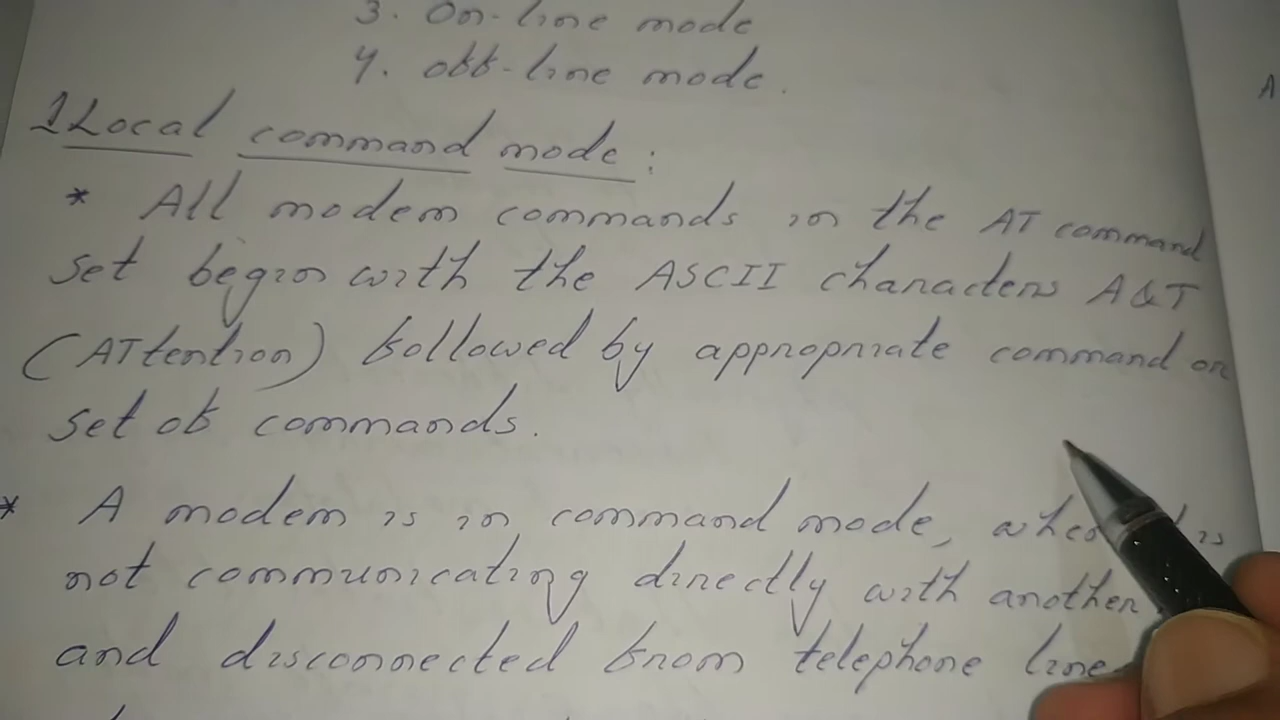 3. On-line mode
4. off-line mode.
1 Local command mode:
* All modem commands in the AT command
set begin with the ASCII characters A&T
(ATtention) followed by appropriate command or
set of commands.
* A modem is in command mode, when is
not communicating directly with another
and disconnected from telephone line
A